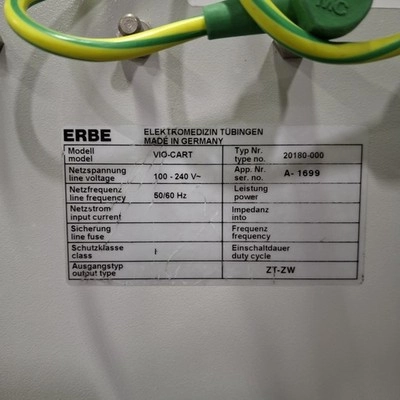 MC
ERBE ELEKTROMEDIZIN TÜBINGEN
MADE IN GERMANY
Modell VIO-CART Typ Nr. 20180-000
model type no.
Netzspannung 100 - 240 V~ App. Nr. A- 1699
line voltage ser. no.
Netzfrequenz 50/60 Hz Leistung
line frequency power
Netzstrom Impedanz
input current into
Sicherung Frequenz
line fuse frequency
Schutzklasse I Einschaltdauer
class duty cycle
Ausgangstyp ZT-ZW
output type